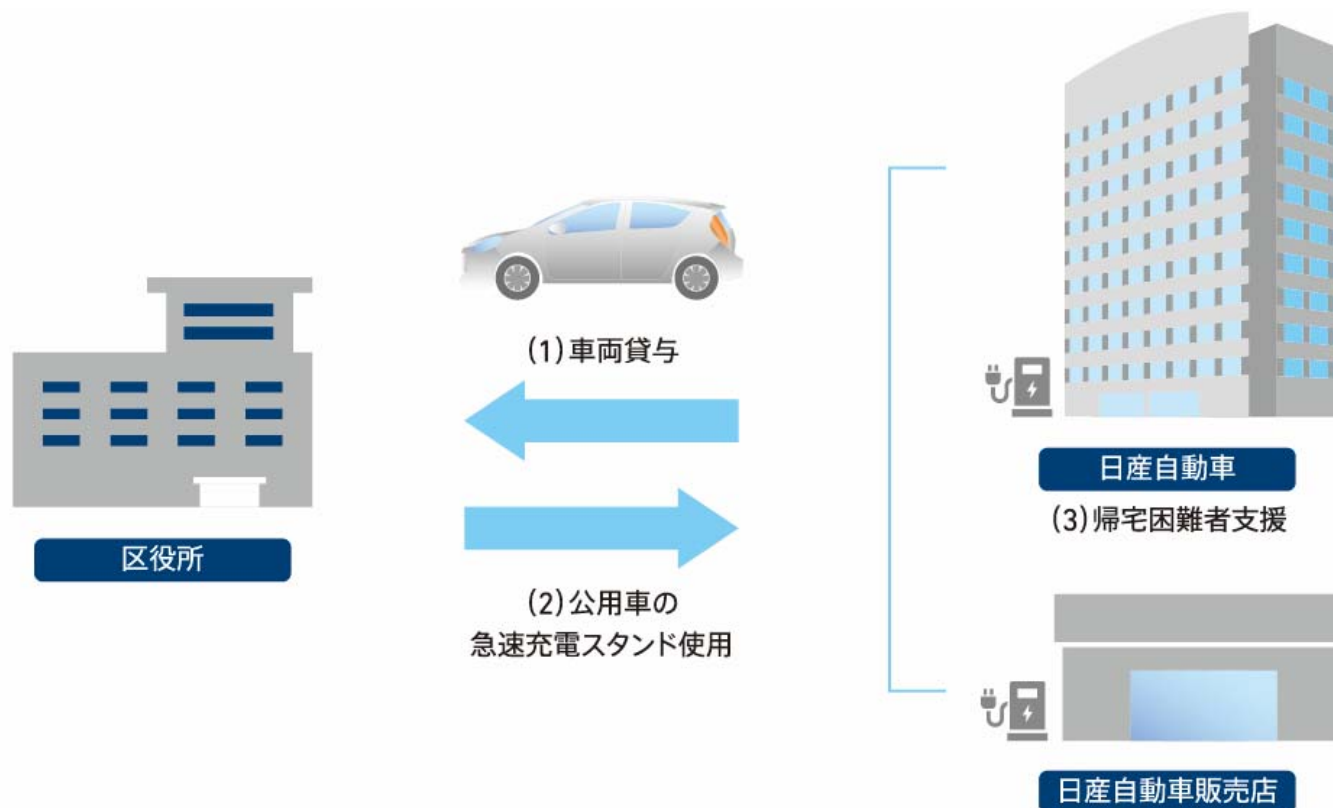 (1)車両貸与
区役所
(2)公用車の
急速充電スタンド使用
日産自動車
(3)帰宅困難者支援
日産自動車販売店